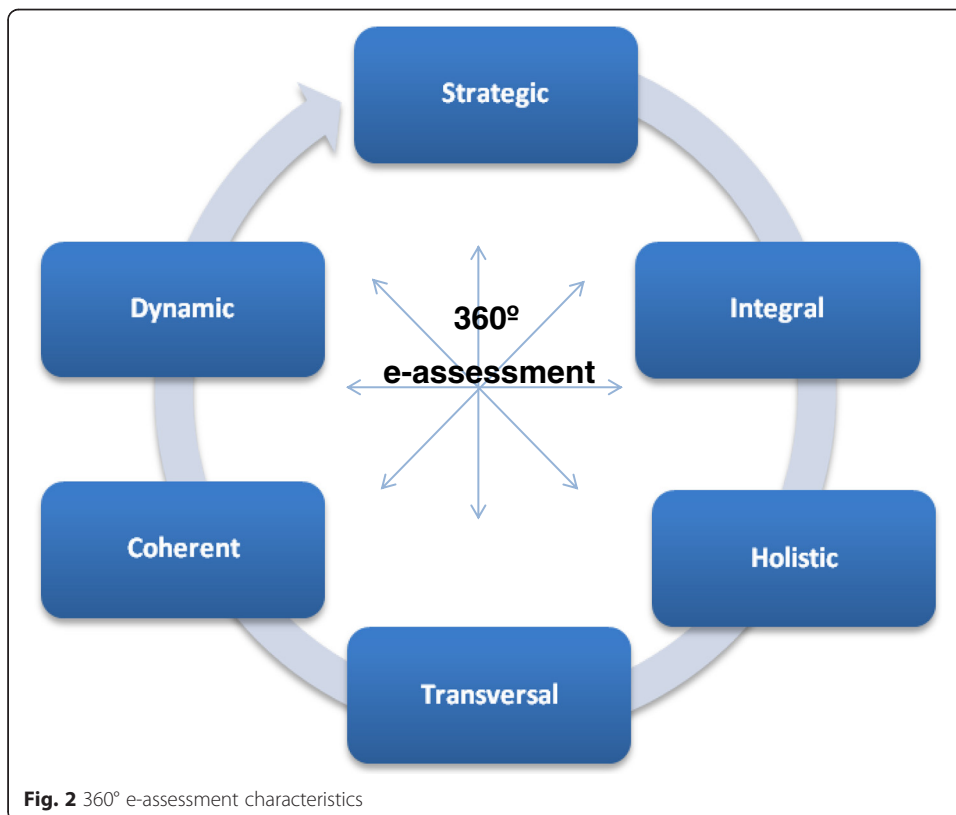 Strategic
Dynamic
Integral
360º
e-assessment
Coherent
Holistic
Transversal
Fig. 2 360° e-assessment characteristics